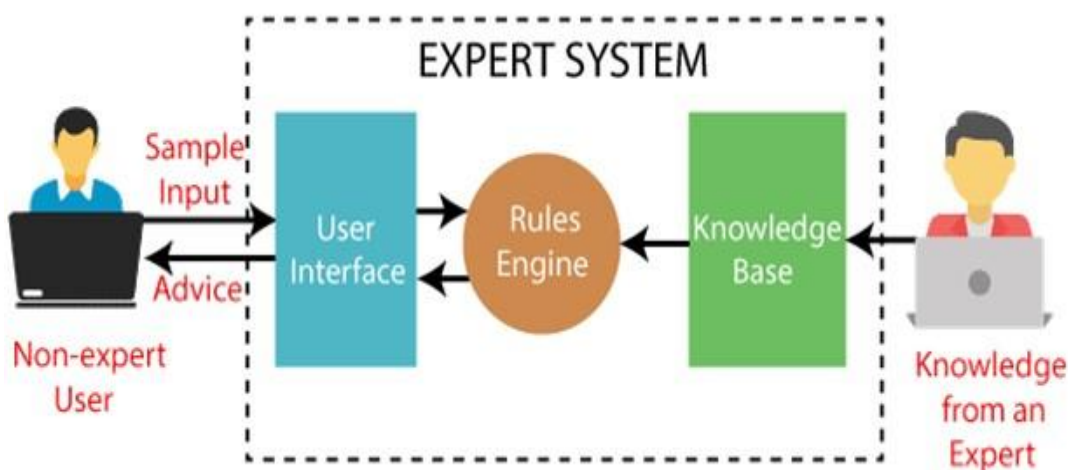 EXPERT SYSTEM
Sample
Input
Advice
Non-expert
User
User
Interface
Rules
Engine
Knowledge
Base
Knowledge
from an
Expert